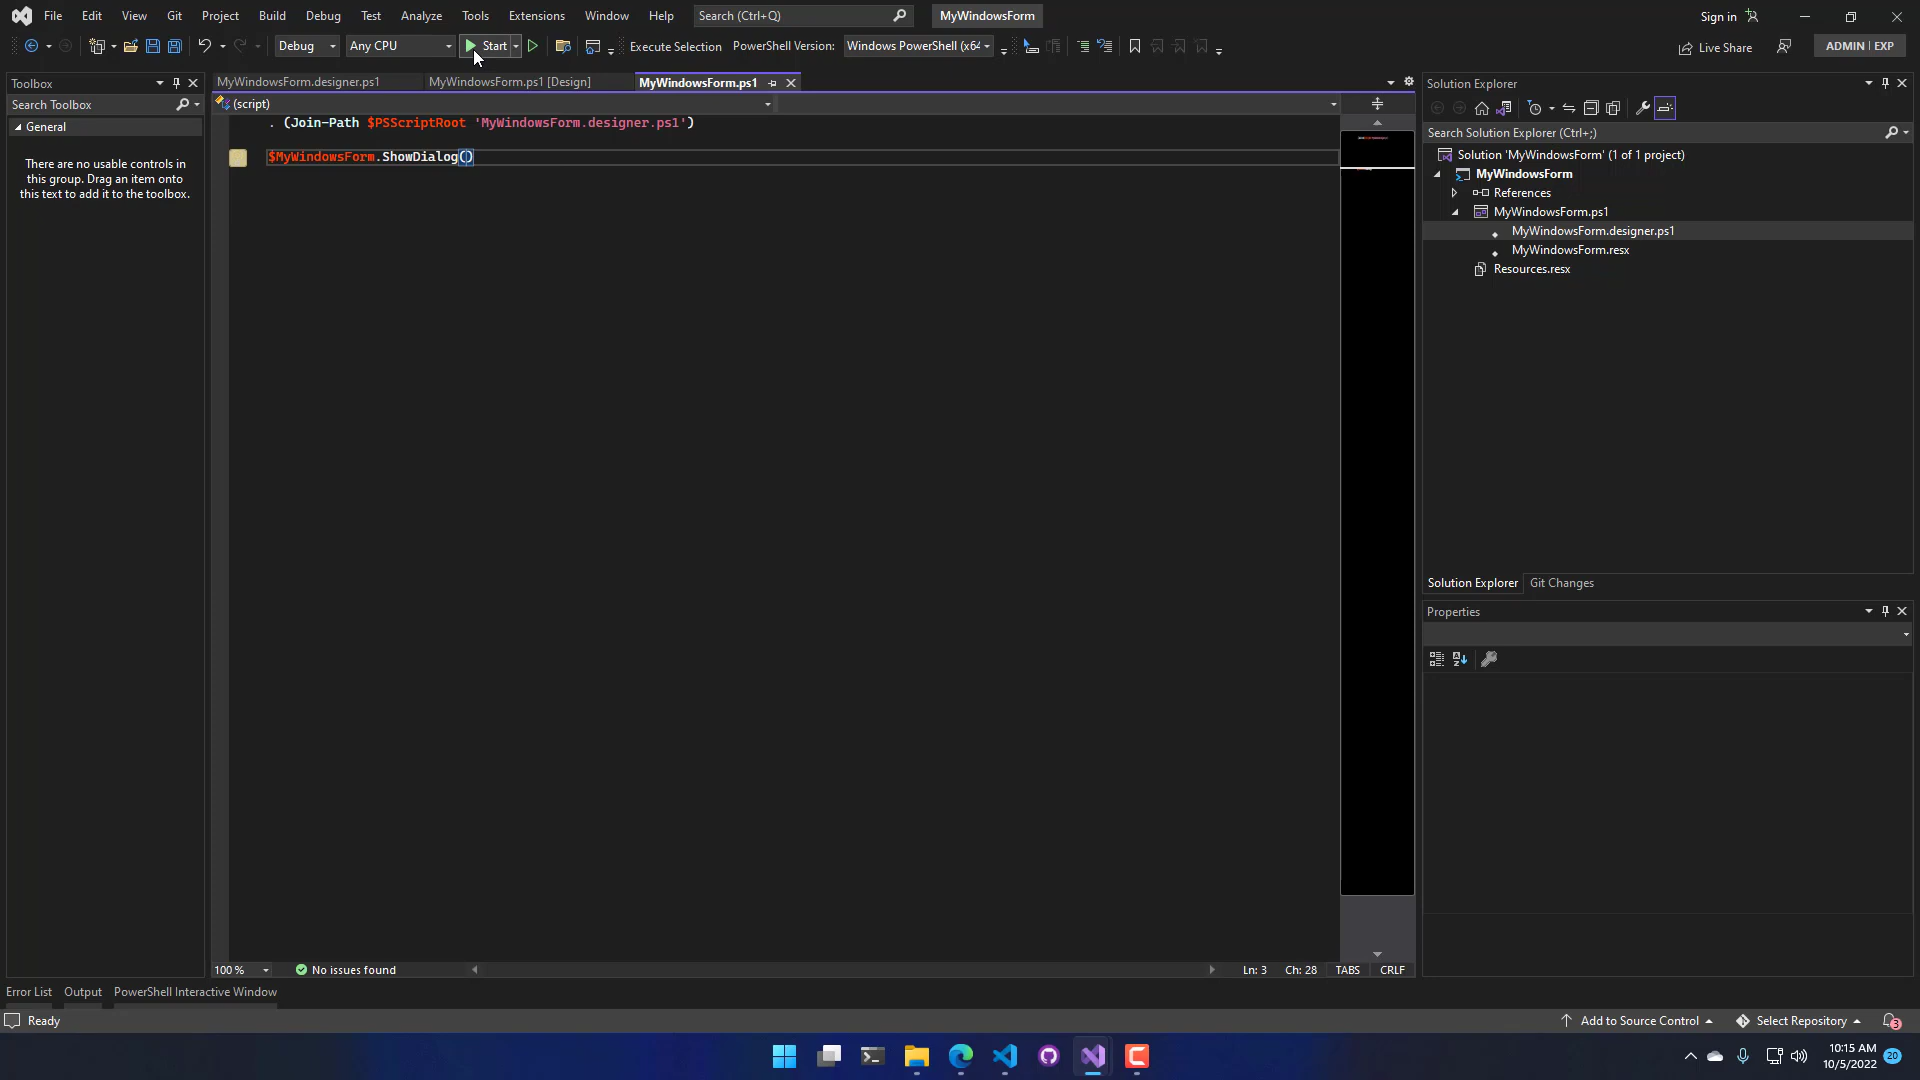 File Edit View Git Project Build Debug Test Analyze Tools Extensions Window Help Search (Ctrl+Q) MyWindowsForm Sign in
Debug Any CPU Start Execute Selection PowerShell Version: Windows PowerShell (x64 Live Share ADMIN | EXP
Toolbox
MyWindowsForm.designer.ps1 MyWindowsForm.ps1 [Design] MyWindowsForm.ps1
Solution Explorer
Search Toolbox
(script)
General
. (Join-Path $PSScriptRoot 'MyWindowsForm.designer.ps1')
$MyWindowsForm.ShowDialog()
There are no usable controls in
this group. Drag an item onto
this text to add it to the toolbox.
Search Solution Explorer (Ctrl+;)
Solution 'MyWindowsForm' (1 of 1 project)
MyWindowsForm
References
MyWindowsForm.ps1
MyWindowsForm.designer.ps1
MyWindowsForm.resx
Resources.resx
Solution Explorer Git Changes
Properties
100 % No issues found Ln: 3 Ch: 28 TABS CRLF
Error List Output PowerShell Interactive Window
Ready Add to Source Control Select Repository 3
10:15 AM
10/5/2022 20